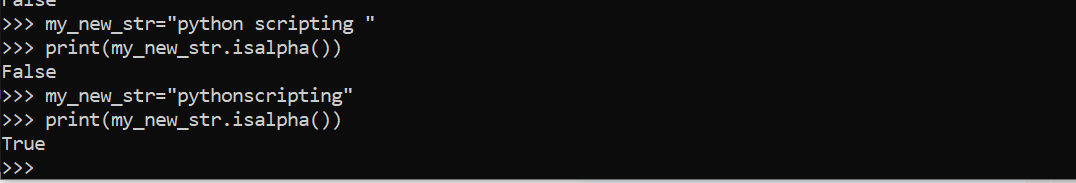 False
>>> my_new_str="python scripting "
>>> print(my_new_str.isalpha())
False
>>> my_new_str="pythonscripting"
>>> print(my_new_str.isalpha())
True
>>>